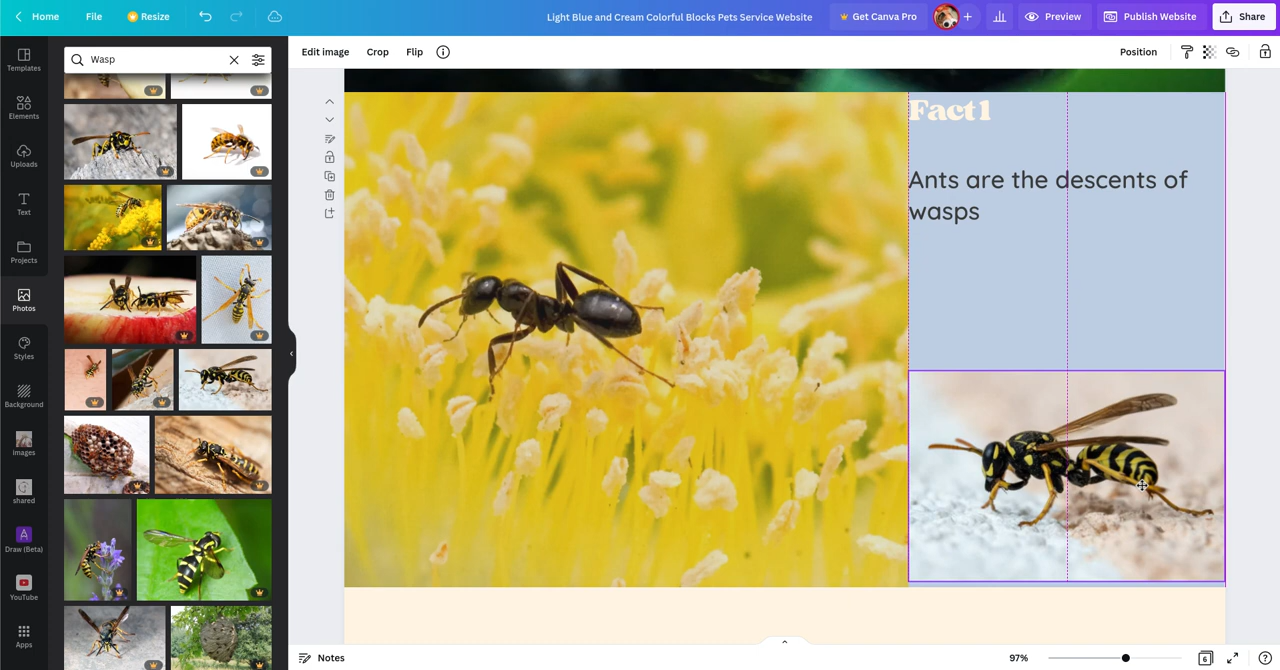 Home
File
Resize
Light Blue and Cream Colorful Blocks Pets Service Website
Get Canva Pro
Preview
Publish Website
Share
Templates
Elements
Uploads
Text
Projects
Photos
Styles
Background
images
shared
Draw (Beta)
YouTube
Apps
Wasp
Edit image
Crop
Flip
Position
Fact 1
Ants are the descents of
wasps
Notes
97%
6